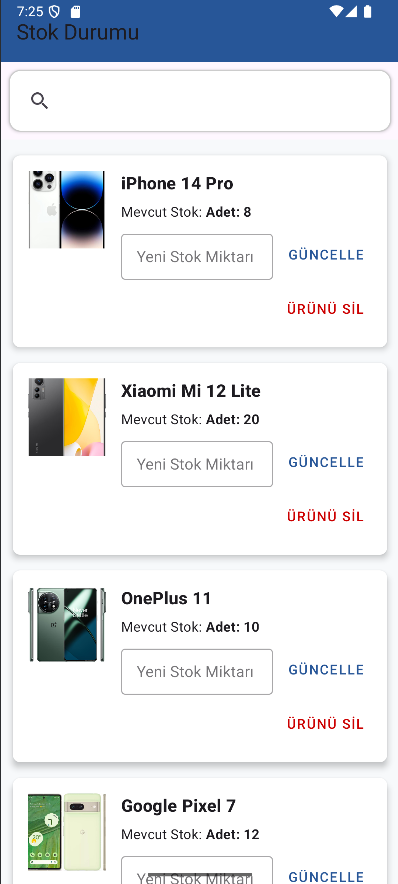 7:25
Stok Durumu
iPhone 14 Pro
Mevcut Stok: Adet: 8
Yeni Stok Miktarı
GÜNCELLE
ÜRÜNÜ SİL
Xiaomi Mi 12 Lite
Mevcut Stok: Adet: 20
Yeni Stok Miktarı
GÜNCELLE
ÜRÜNÜ SİL
OnePlus 11
Mevcut Stok: Adet: 10
Yeni Stok Miktarı
GÜNCELLE
ÜRÜNÜ SİL
Google Pixel 7
Mevcut Stok: Adet: 12
Yeni Stok Miktarı
GÜNCELLE